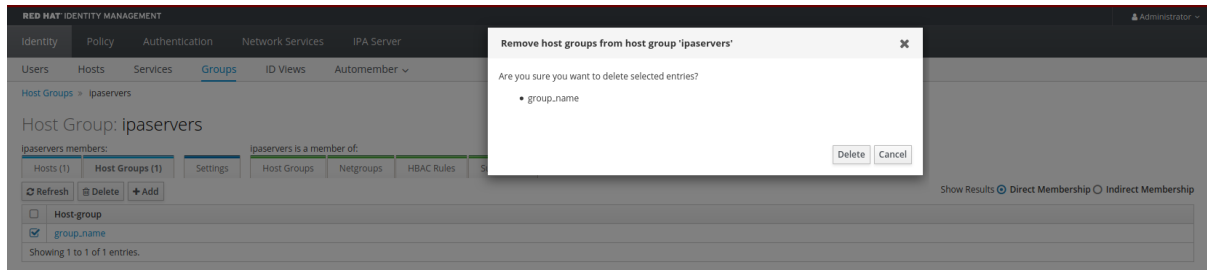 RED HAT IDENTITY MANAGEMENT
Administrator
Identity Policy Authentication Network Services IPA Server
Users Hosts Services Groups ID Views Automember
Host Groups » ipaservers
Host Group: ipaservers
ipaservers members:
ipaservers is a member of:
Hosts (1) Host Groups (1) Settings Host Groups Netgroups HBAC Rules
Refresh Delete +Add
Show Results Direct Membership Indirect Membership
Host-group
group_name
Showing 1 to 1 of 1 entries.
Remove host groups from host group 'ipaservers'
Are you sure you want to delete selected entries?
• group_name
Delete Cancel